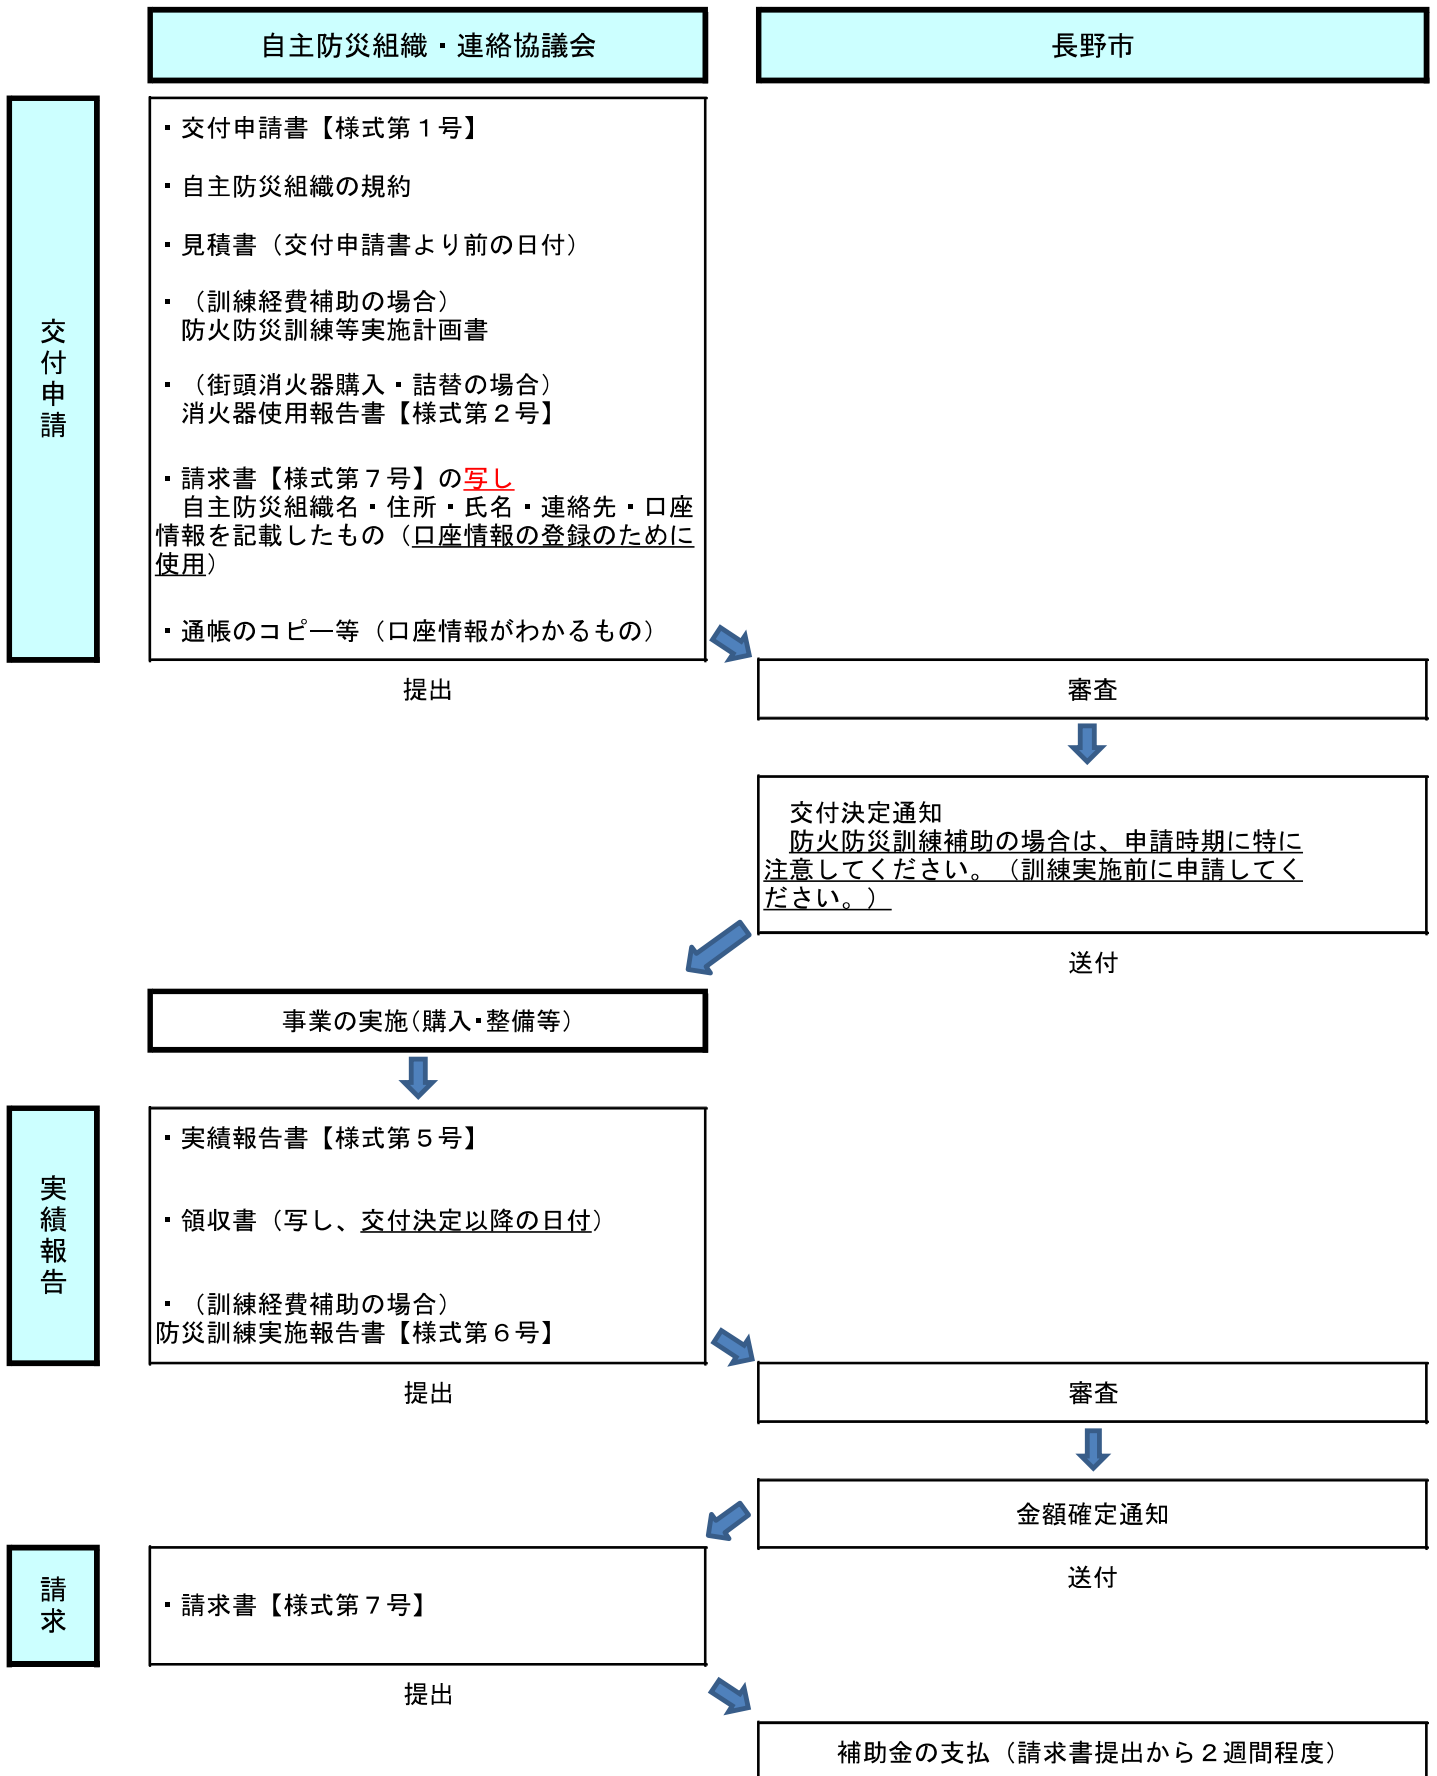 自主防災組織・連絡協議会
長野市
交付申請
・交付申請書【様式第１号】
・自主防災組織の規約
・見積書（交付申請書より前の日付）
・（訓練経費補助の場合）
防火防災訓練等実施計画書
・（街頭消火器購入・詰替の場合）
消火器使用報告書【様式第２号】
・請求書【様式第７号】の写し
自主防災組織名・住所・氏名・連絡先・口座
情報を記載したもの（口座情報の登録のために
使用）
・通帳のコピー等（口座情報がわかるもの）
提出
審査
交付決定通知
防火防災訓練補助の場合は、申請時期に特に
注意してください。（訓練実施前に申請してく
ださい。）
送付
事業の実施(購入・整備等)
実績報告
・実績報告書【様式第５号】
・領収書（写し、交付決定以降の日付）
・（訓練経費補助の場合）
防災訓練実施報告書【様式第６号】
提出
審査
金額確定通知
送付
請求
・請求書【様式第７号】
提出
補助金の支払（請求書提出から２週間程度）